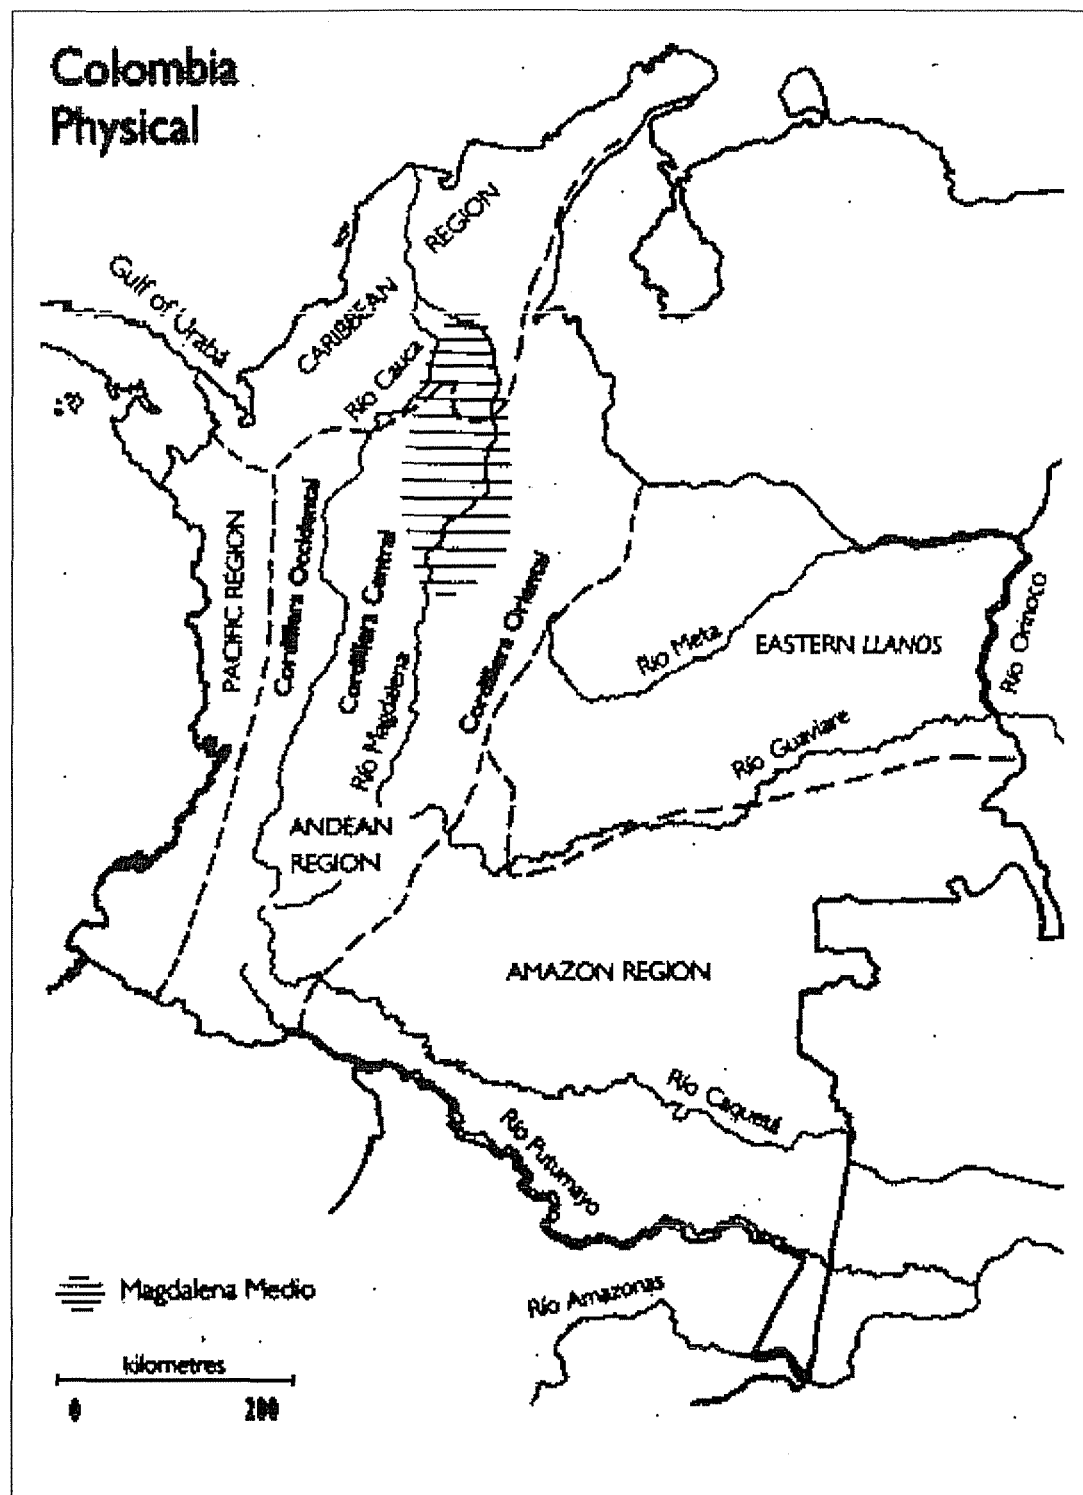 Colombia
Physical
REGION
CARIBBEAN
Gulf of Urabá
Río Cauca
PACIFIC REGION
Cordillera Occidental
Cordillera Central
Río Magdalena
Cordillera Oriental
Río Meta
EASTERN LLANOS
Río Orinoco
Río Guaviare
ANDEAN
REGION
AMAZON REGION
Río Caquetá
Río Putumayo
Río Amazonas
Magdalena Medio
kilometres
0 200